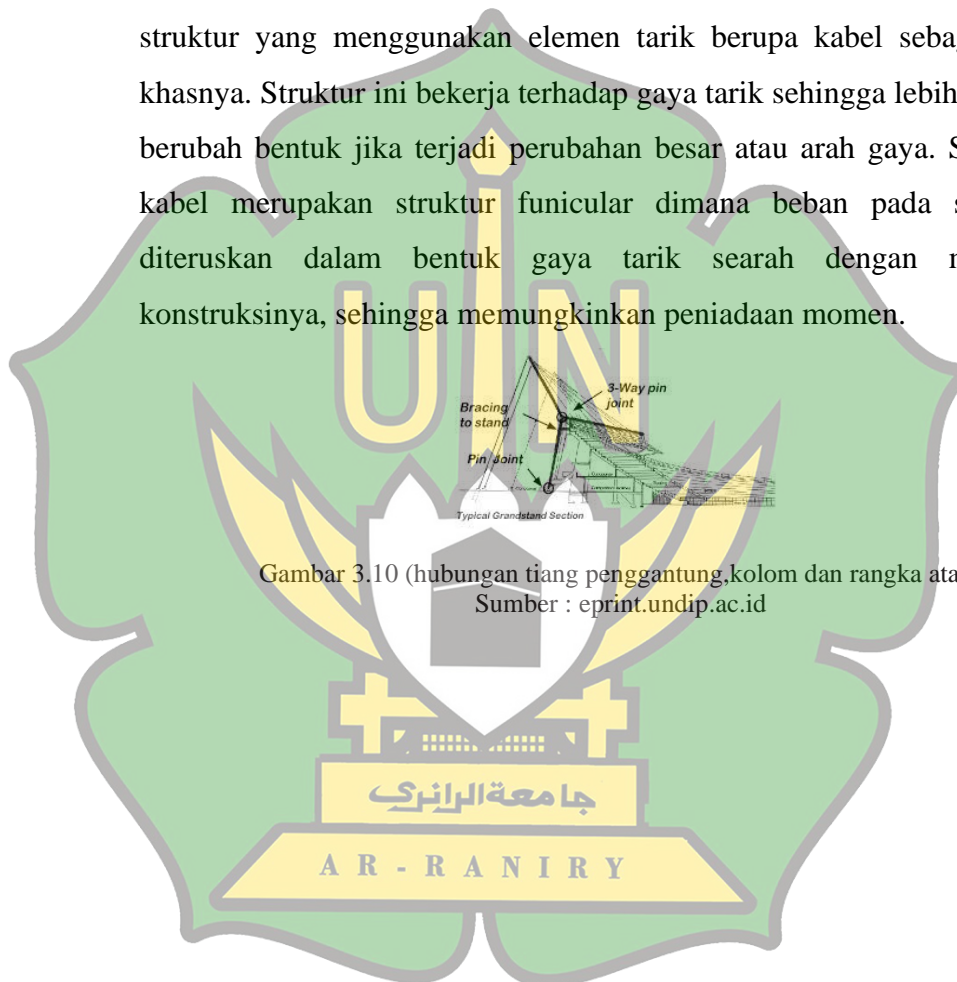 struktur yang menggunakan elemen tarik berupa kabel
khasnya. Struktur ini bekerja terhadap gaya tarik sehingga lebih
berubah bentuk jika terjadi perubahan besar atau arah gaya.
kabel merupakan struktur funicular dimana beban pada
diteruskan dalam bentuk gaya tarik searah dengan
konstruksinya, sehingga memungkinkan peniadaan momen.
UIN
3-Way pin
joint
Bracing
to stand
Pin Joint
Typical Grandstand Section
Gambar 3.10 (hubungan tiang penggantung,kolom dan rangka
Sumber : eprint.undip.ac.id
جامعة الرانري
AR-RANIRY